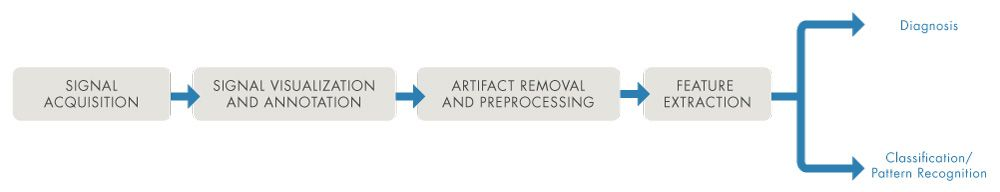 SIGNAL
ACQUISITION
SIGNAL VISUALIZATION
AND ANNOTATION
ARTIFACT REMOVAL
AND PREPROCESSING
FEATURE
EXTRACTION
Diagnosis
Classification/
Pattern Recognition